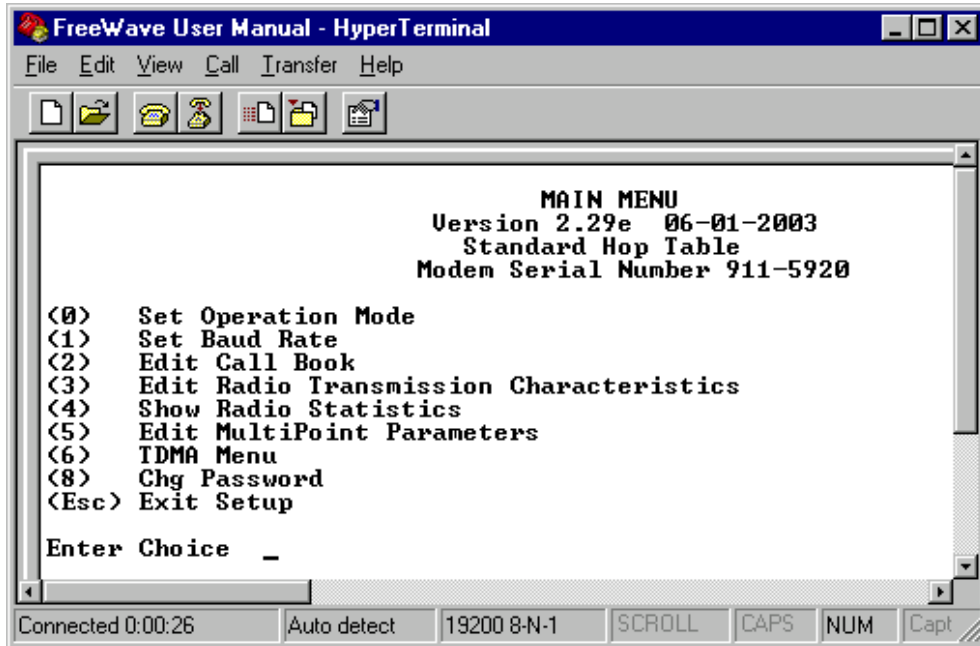 FreeWave User Manual - HyperTerminal
File Edit View Call Transfer Help
MAIN MENU
Version 2.29e 06-01-2003
Standard Hop Table
Modem Serial Number 911-5920
(0) Set Operation Mode
(1) Set Baud Rate
(2) Edit Call Book
(3) Edit Radio Transmission Characteristics
(4) Show Radio Statistics
(5) Edit MultiPoint Parameters
(6) TDMA Menu
(8) Chg Password
(Esc) Exit Setup
Enter Choice _
Connected 0:00:26 Auto detect 19200 8-N-1 SCROLL CAPS NUM Capt